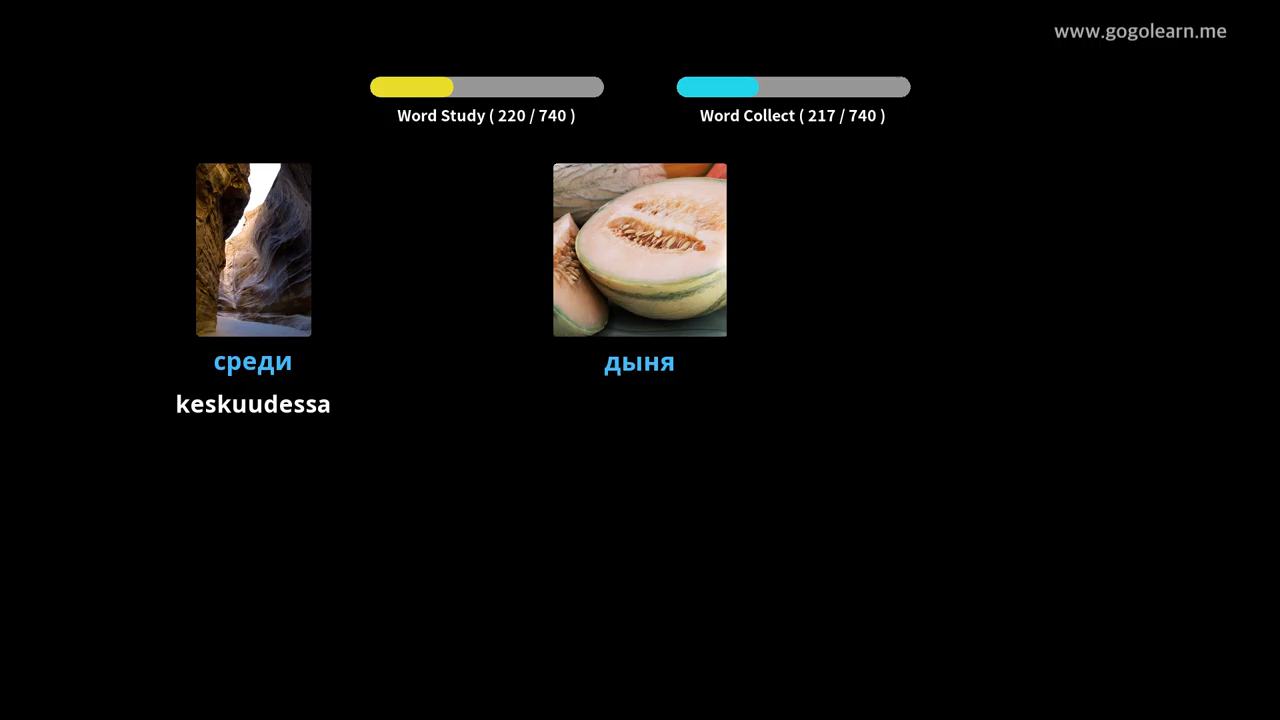 www.gogolearn.me
Word Study ( 220 / 740 )
Word Collect ( 217 / 740 )
среди
дыня
keskuudessa